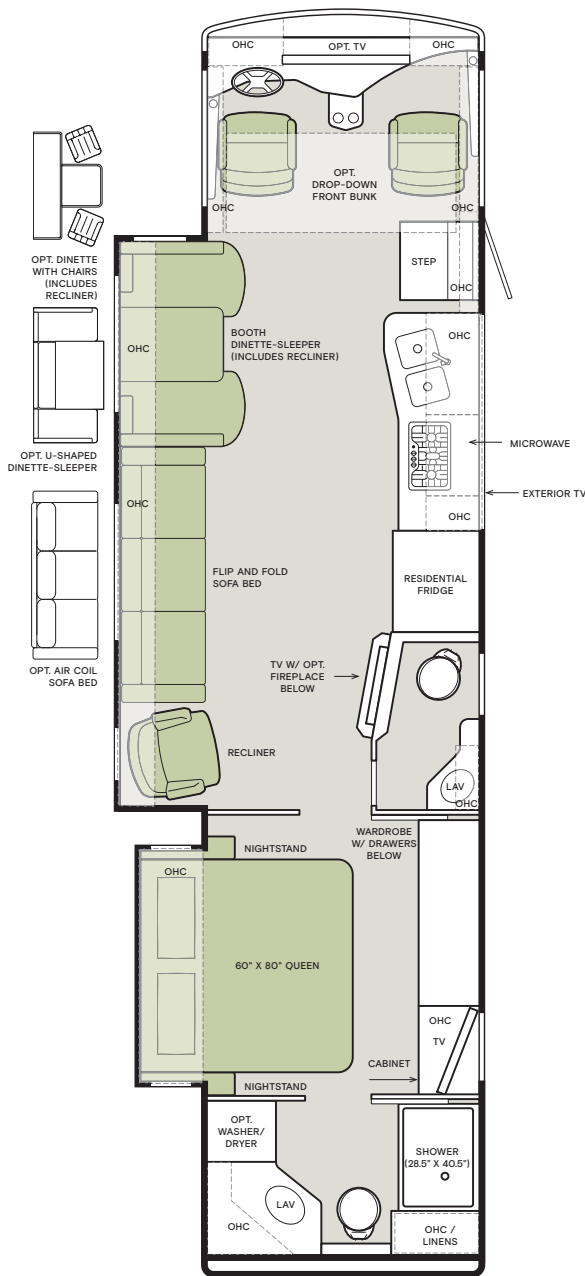 OHC
OPT. TV
OHC
OPT.
DROP-DOWN
FRONT BUNK
OHC
OHC
OPT. DINETTE
WITH CHAIRS
(INCLUDES
RECLINER)
STEP
OHC
BOOTH
DINETTE-SLEEPER
(INCLUDES RECLINER)
OHC
OHC
OPT. U-SHAPED
DINETTE-SLEEPER
MICROWAVE
EXTERIOR TV
OHC
OHC
FLIP AND FOLD
SOFA BED
RESIDENTIAL
FRIDGE
OPT. AIR COIL
SOFA BED
TV W/ OPT.
FIREPLACE
BELOW
RECLINER
LAV
OHC
WARDROBE
W/ DRAWERS
BELOW
NIGHTSTAND
OHC
60" X 80" QUEEN
OHC
TV
CABINET
NIGHTSTAND
OPT.
WASHER/
DRYER
SHOWER
(28.5" X 40.5")
LAV
OHC
OHC /
LINENS